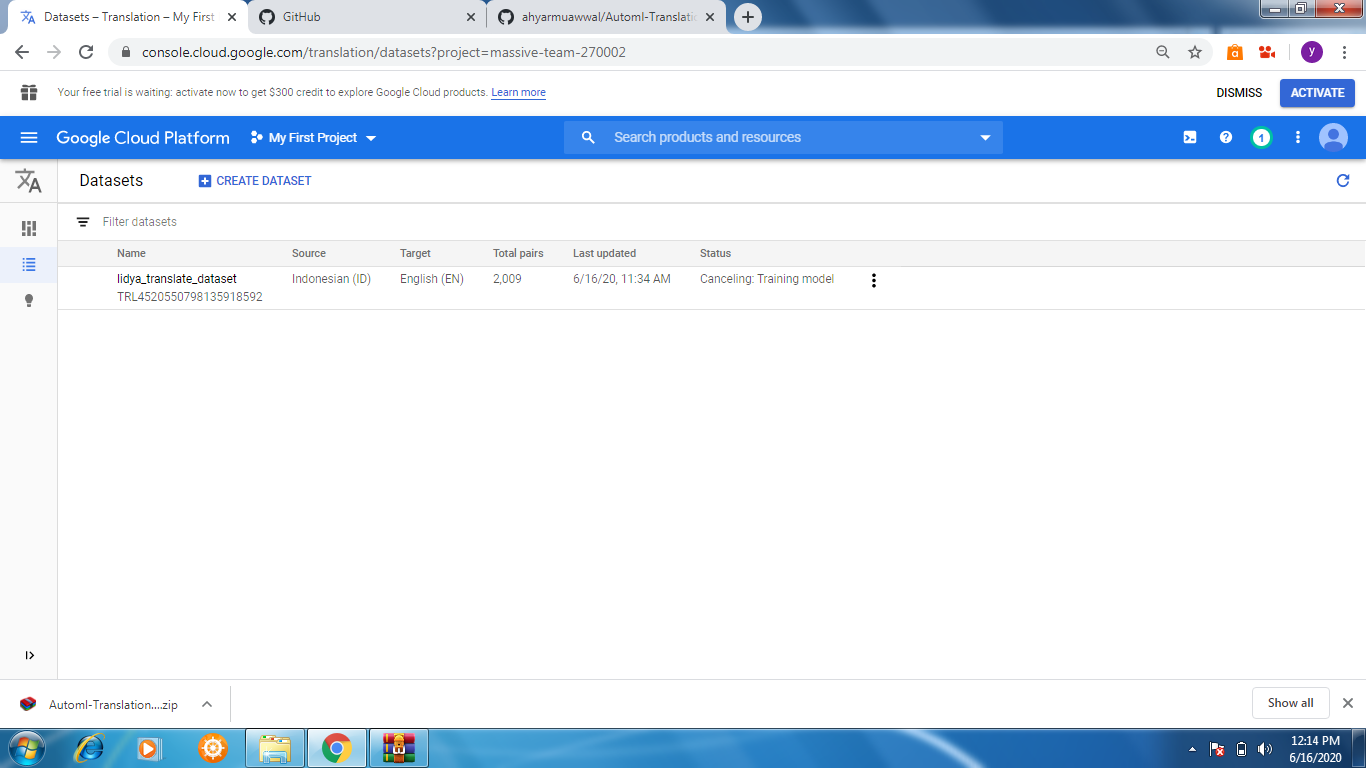 Datasets – Translation – My First
GitHub
ahyarmuawwal/Automl-Translatio
console.cloud.google.com/translation/datasets?project=massive-team-270002
y
Your free trial is waiting: activate now to get $300 credit to explore Google Cloud products. Learn more
DISMISS
ACTIVATE
Google Cloud Platform
My First Project
Search products and resources
1
Datasets
CREATE DATASET
Filter datasets
Name Source Target Total pairs Last updated Status
lidya_translate_dataset Indonesian (ID) English (EN) 2,009 6/16/20, 11:34 AM Canceling: Training model
TRL4520550798135918592
Automl-Translation....zip
Show all
12:14 PM
6/16/2020